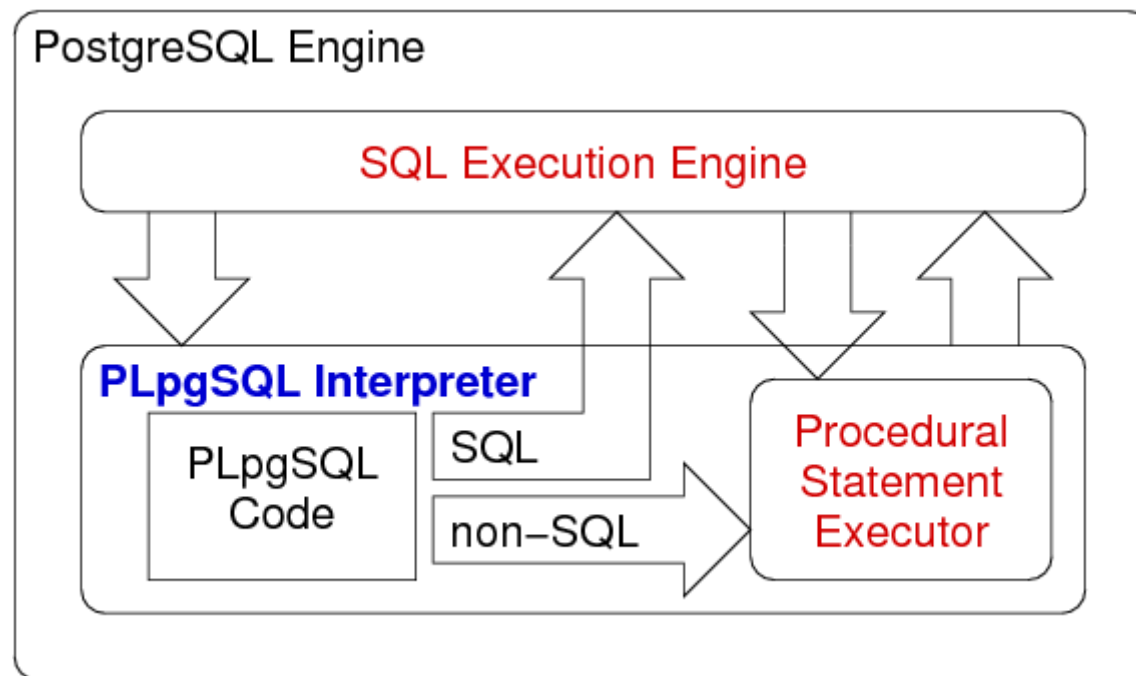 PostgreSQL Engine
SQL Execution Engine
PLpgSQL Interpreter
PLpgSQL
Code
SQL
non−SQL
Procedural
Statement
Executor